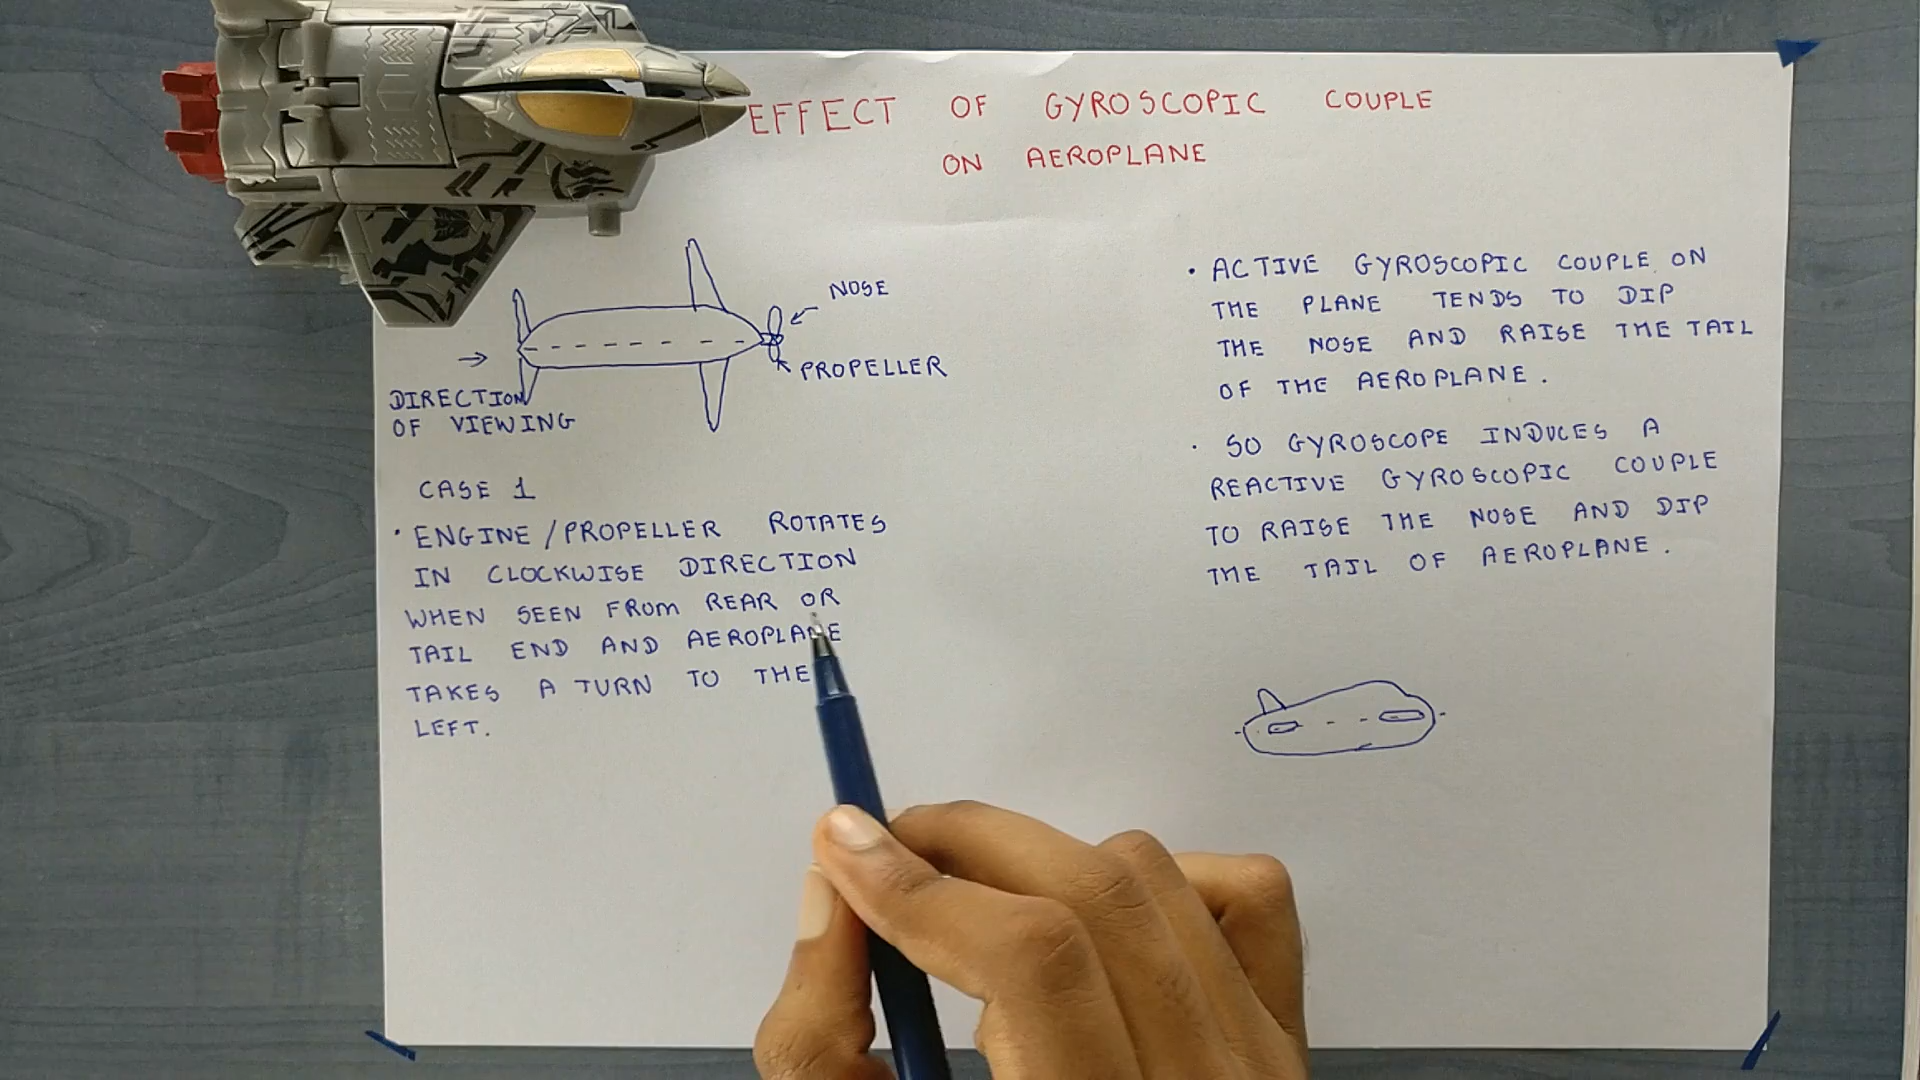 EFFECT OF GYROSCOPIC COUPLE
ON AEROPLANE
NOSE
PROPELLER
DIRECTION
OF VIEWING
CASE 1
• ENGINE/PROPELLER ROTATES
IN CLOCKWISE DIRECTION
WHEN SEEN FROM REAR OR
TAIL END AND AEROPLANE
TAKES A TURN TO THE
LEFT.
• ACTIVE GYROSCOPIC COUPLE ON
THE PLANE TENDS TO DIP
THE NOSE AND RAISE THE TAIL
OF THE AEROPLANE.
• SO GYROSCOPE INDUCES A
REACTIVE GYROSCOPIC COUPLE
TO RAISE THE NOSE AND DIP
THE TAIL OF AEROPLANE.